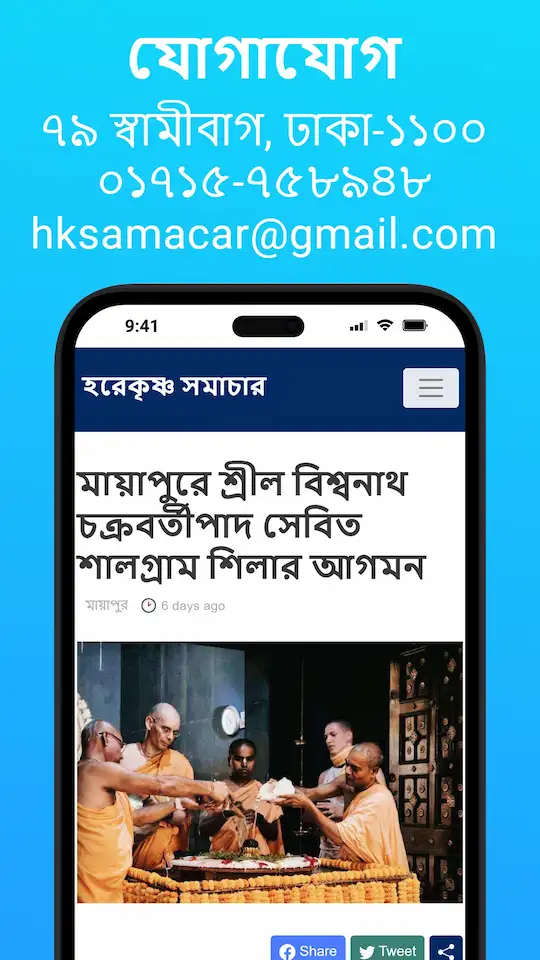 যোগাযোগ
৭৯ স্বামীবাগ, ঢাকা-১১০০
০১৭১৫-৭৫৮৯৪৮
hksamacar@gmail.com
9:41
হরেকৃষ্ণ সমাচার
মায়াপুরে শ্রীল বিশ্বনাথ
চক্রবর্তীপাদ সেবিত
শালগ্রাম শিলার আগমন
মায়াপুর 6 days ago
Share Tweet